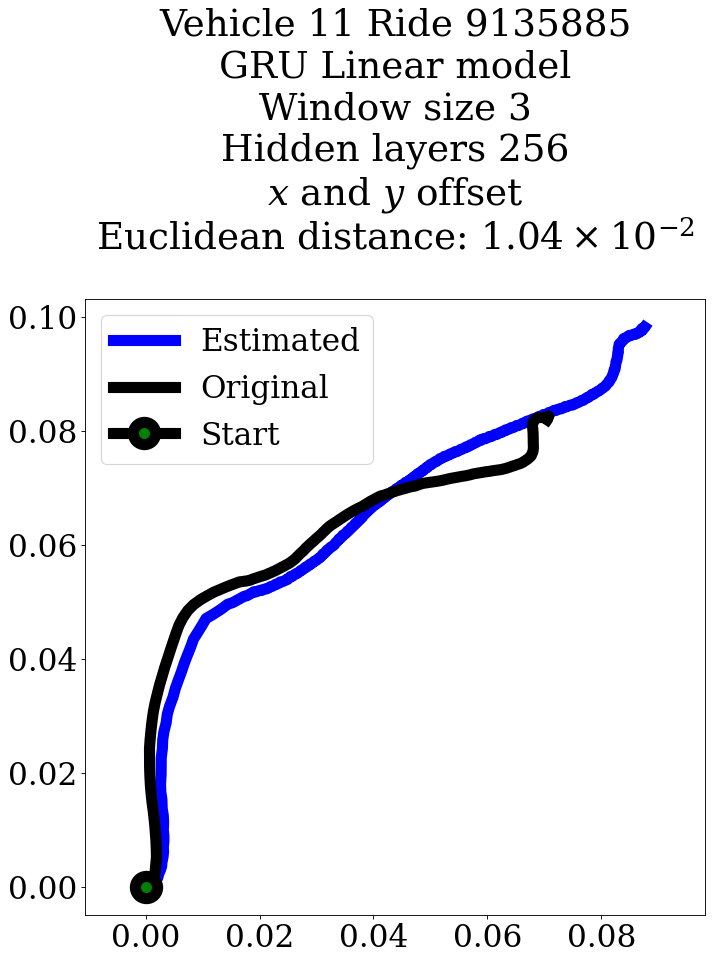 Vehicle 11 Ride 9135885
GRU Linear model
Window size 3
Hidden layers 256
x and y offset
Euclidean distance: 1.04 × 10⁻²
Estimated
Original
Start
0.10
0.08
0.06
0.04
0.02
0.00
0.00 0.02 0.04 0.06 0.08